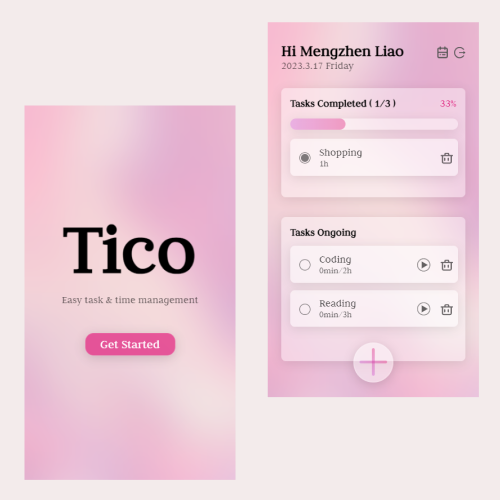 Tico
Easy task & time management
Get Started
Hi Mengzhen Liao
2023.3.17 Friday
Tasks Completed ( 1/3 )
33%
Shopping
1h
Tasks Ongoing
Coding
0min/2h
Reading
0min/3h